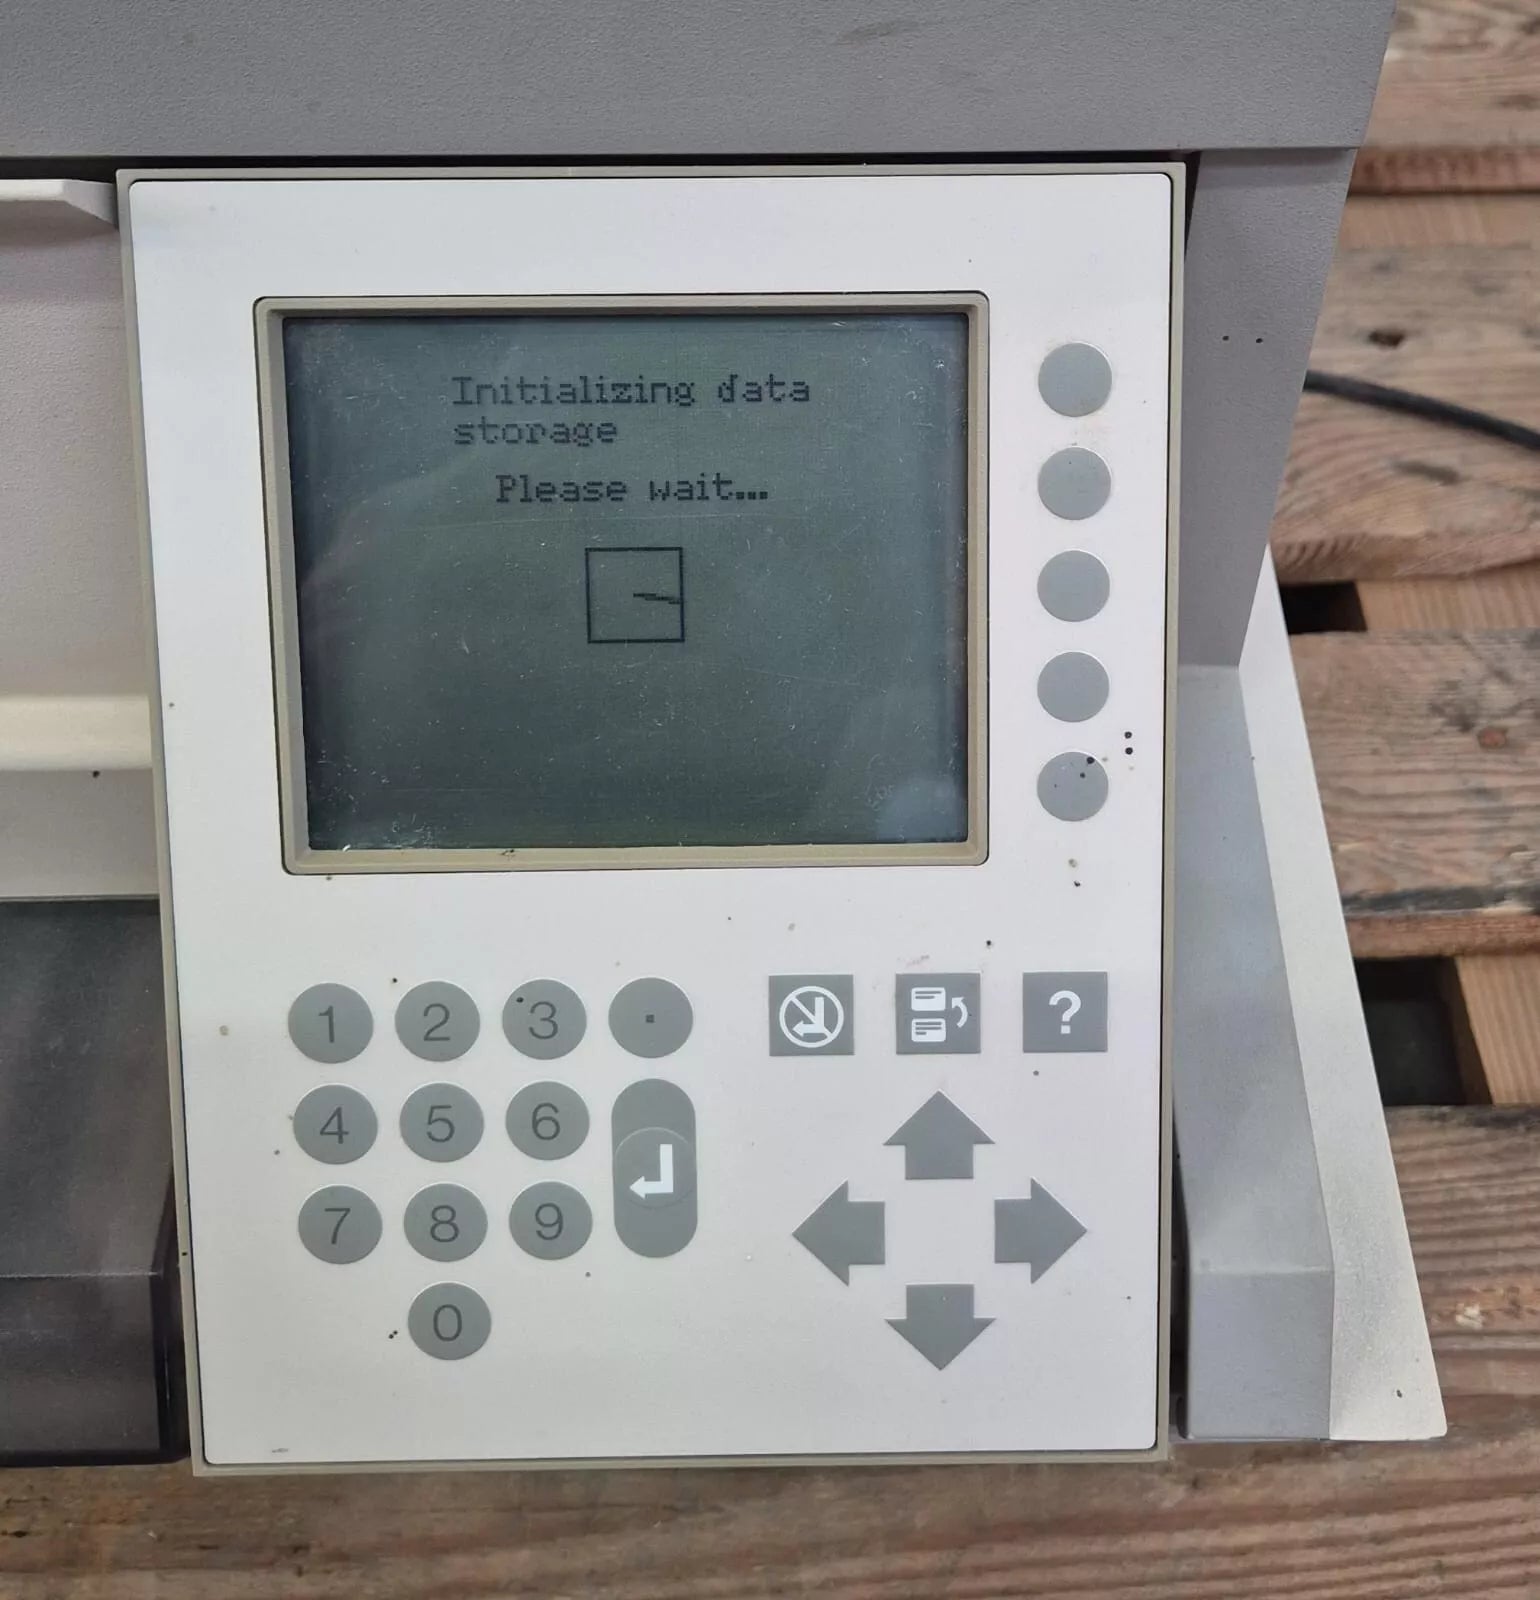 Initializing data
storage
Please wait...
1 2 3 .
?
4 5 6
7 8 9
0